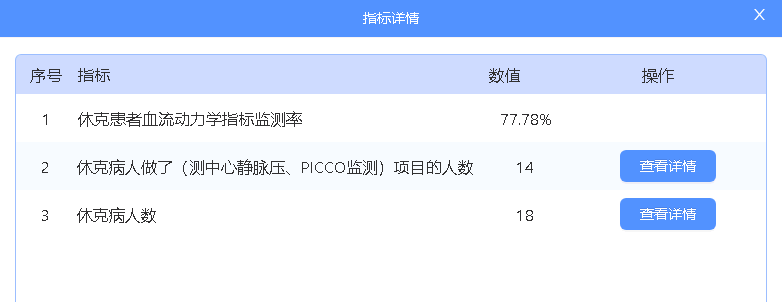 指标详情
序号 指标 数值 操作
1 休克患者血流动力学指标监测率 77.78%
2 休克病人做了（测中心静脉压、PICCO监测）项目的人数 14 查看详情
3 休克病人数 18 查看详情